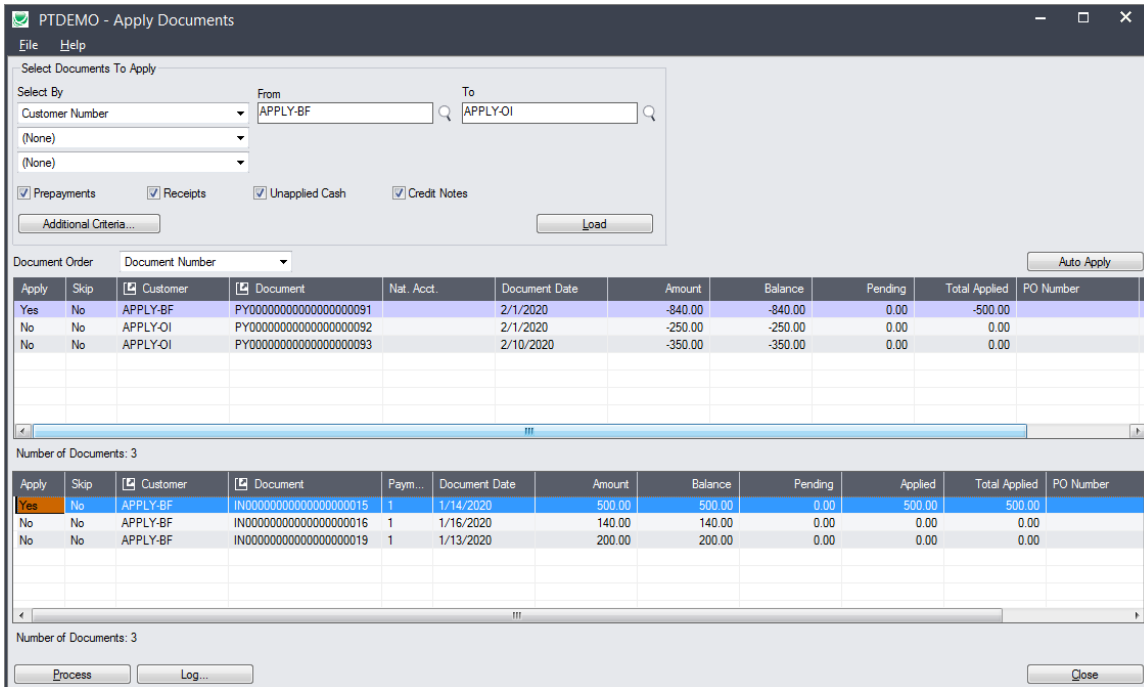 PTDEMO - Apply Documents
File Help
Select Documents To Apply
Select By From To
Customer Number APPLY-BF APPLY-OI
(None)
(None)
Prepayments Receipts Unapplied Cash Credit Notes
Additional Criteria... Load
Document Order Document Number Auto Apply
Apply Skip Customer Document Nat. Acct. Document Date Amount Balance Pending Total Applied PO Number
Yes No APPLY-BF PY00000000000000000091 2/1/2020 -840.00 -840.00 0.00 -500.00
No No APPLY-OI PY00000000000000000092 2/1/2020 -250.00 -250.00 0.00 0.00
No No APPLY-OI PY00000000000000000093 2/10/2020 -350.00 -350.00 0.00 0.00
Number of Documents: 3
Apply Skip Customer Document Paym... Document Date Amount Balance Pending Applied Total Applied PO Number
Yes No APPLY-BF IN00000000000000000015 1 1/14/2020 500.00 500.00 0.00 500.00 500.00
No No APPLY-BF IN00000000000000000016 1 1/16/2020 140.00 140.00 0.00 0.00 0.00
No No APPLY-BF IN00000000000000000019 1 1/13/2020 200.00 200.00 0.00 0.00 0.00
Number of Documents: 3
Process Log... Close